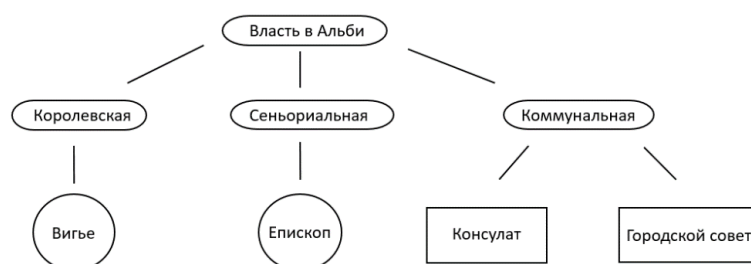 Власть в Альби
Королевская
Сеньориальная
Коммунальная
Вигье
Епископ
Консулат
Городской совет